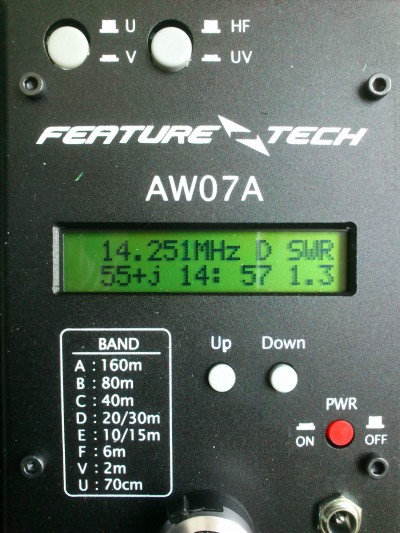 U HF
V UV
FEATURE TECH
AW07A
14.251MHz D SWR
55+j 14: 57 1.3
BAND
A : 160m
B : 80m
C : 40m
D : 20/30m
E : 10/15m
F : 6m
V : 2m
U : 70cm
Up Down
PWR
ON OFF